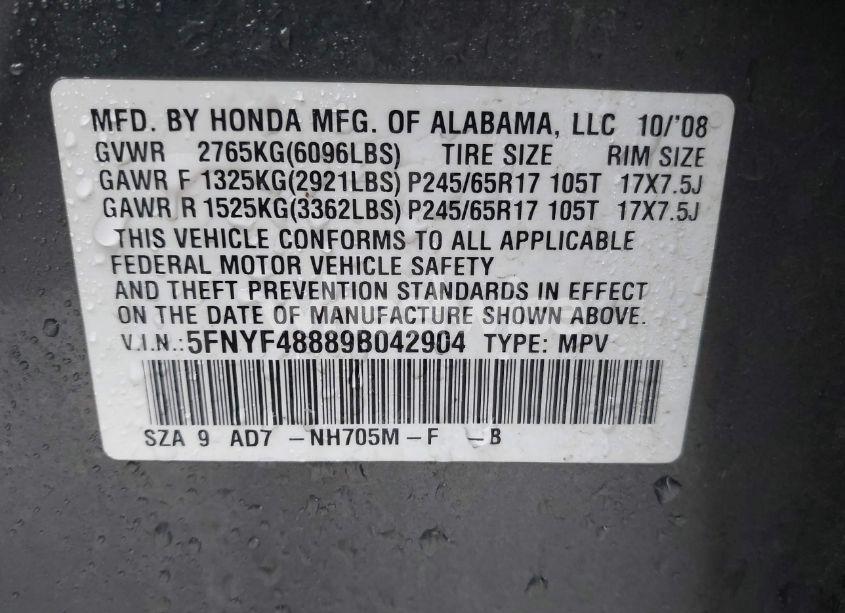 MFD. BY HONDA MFG. OF ALABAMA, LLC 10/'08
GVWR 2765KG(6096LBS) TIRE SIZE RIM SIZE
GAWR F 1325KG(2921LBS) P245/65R17 105T 17X7.5J
GAWR R 1525KG(3362LBS) P245/65R17 105T 17X7.5J
THIS VEHICLE CONFORMS TO ALL APPLICABLE
FEDERAL MOTOR VEHICLE SAFETY
AND THEFT PREVENTION STANDARDS IN EFFECT
ON THE DATE OF MANUFACTURE SHOWN ABOVE.
V.I.N.: 5FNYF48889B042904 TYPE: MPV
SZA 9 AD7 -NH705M-F -B